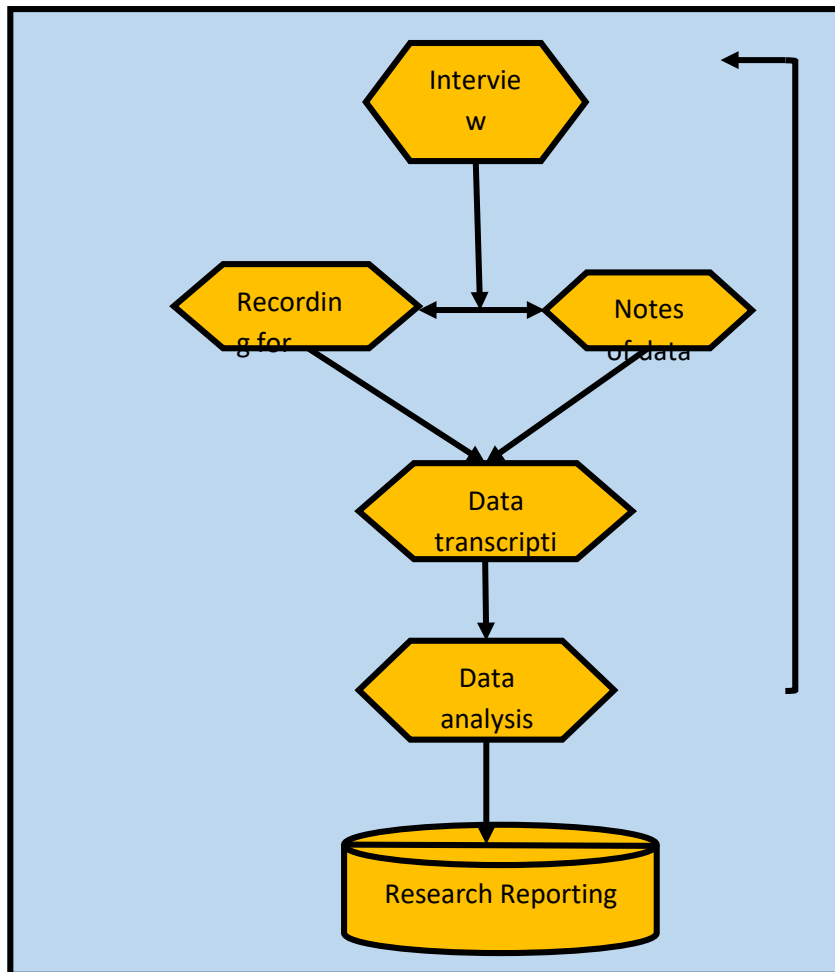 Intervie
w
Recordin
g for
Notes
of data
Data
transcripti
Data
analysis
Research Reporting